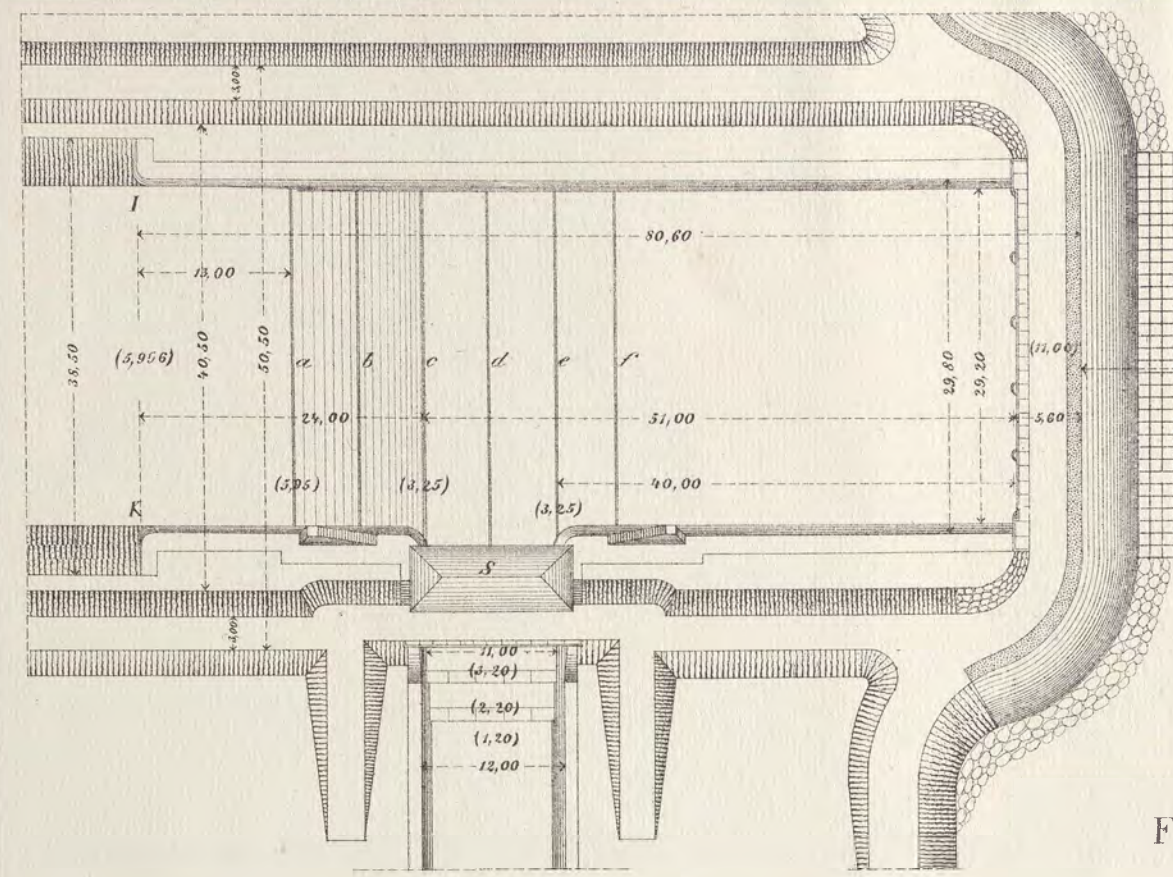 3,00
I
80,60
13,00
38,50
(5,996)
40,50
50,50
a
b
c
d
e
f
29,80
29,20
(11,00)
24,00
51,00
5,60
(5,95)
(3,25)
40,00
(3,25)
K
S
3,00
11,00
(3,20)
(2,20)
(1,20)
12,00
F